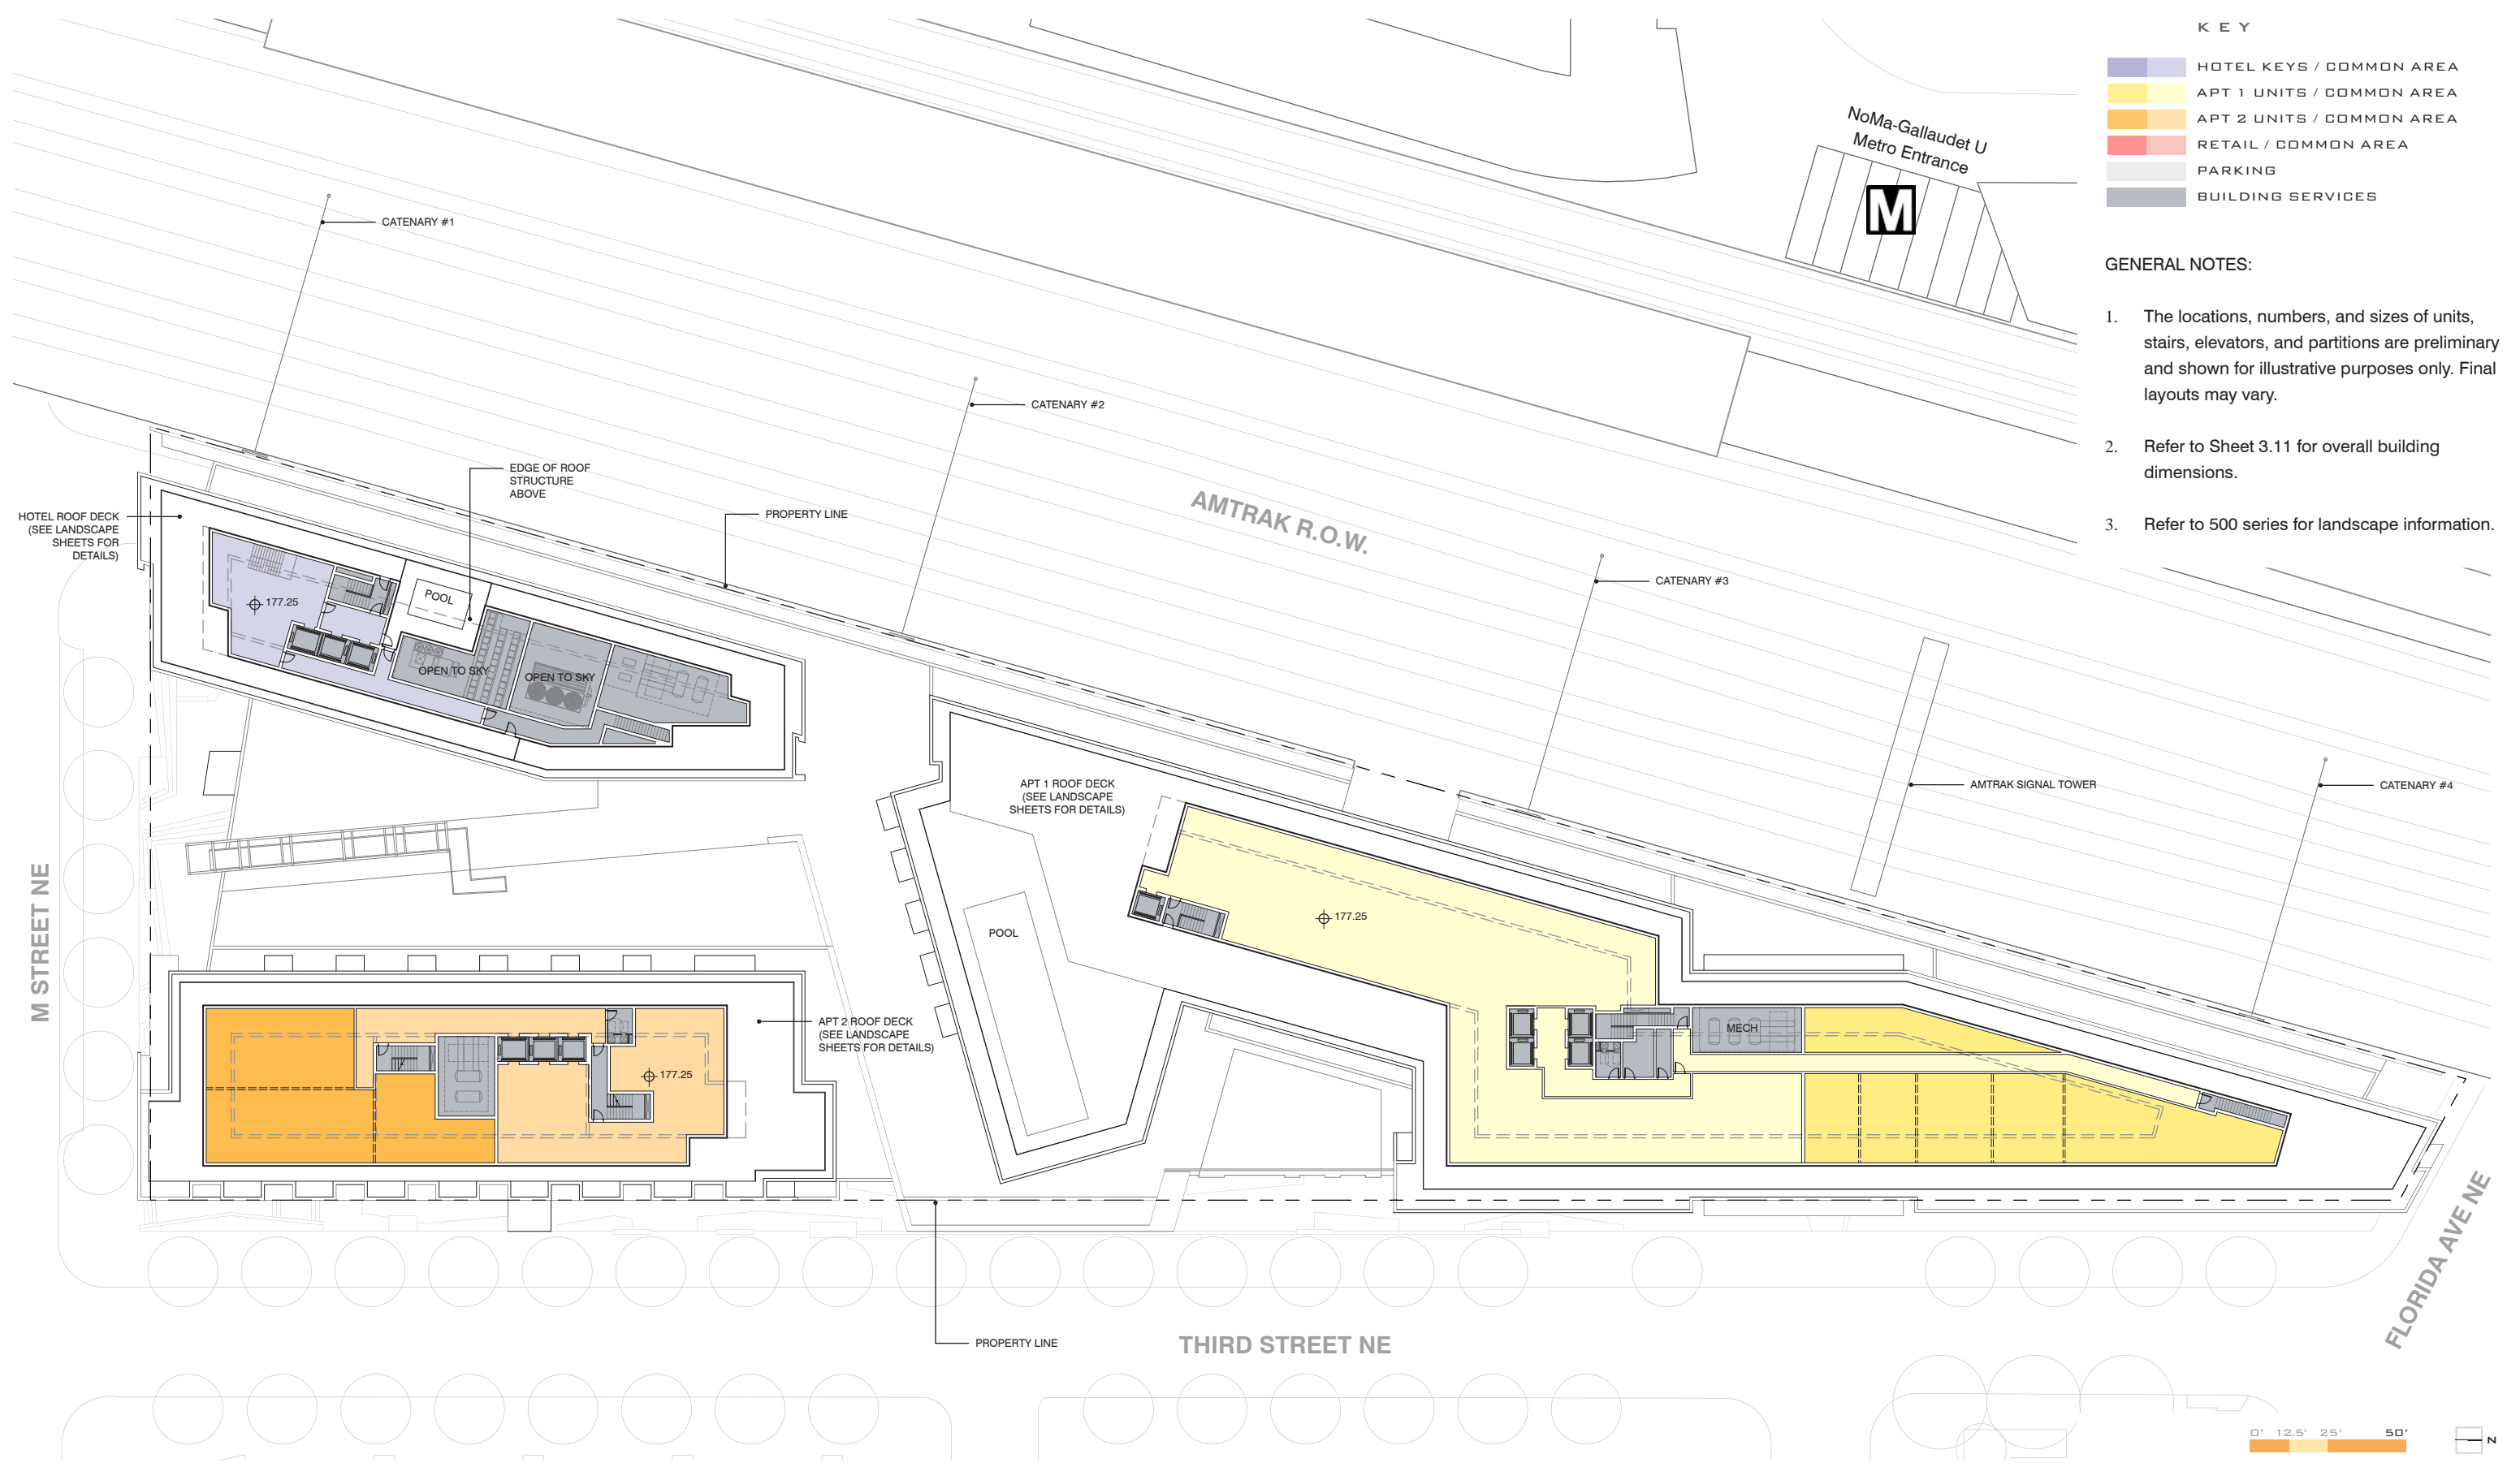 KEY
HOTEL KEYS / COMMON AREA
APT 1 UNITS / COMMON AREA
APT 2 UNITS / COMMON AREA
RETAIL / COMMON AREA
PARKING
BUILDING SERVICES
GENERAL NOTES:
1. The locations, numbers, and sizes of units,
stairs, elevators, and partitions are preliminary
and shown for illustrative purposes only. Final
layouts may vary.
2. Refer to Sheet 3.11 for overall building
dimensions.
3. Refer to 500 series for landscape information.
NoMa-Gallaudet U
Metro Entrance
M
CATENARY #1
CATENARY #2
EDGE OF ROOF
STRUCTURE
ABOVE
PROPERTY LINE
AMTRAK R.O.W.
HOTEL ROOF DECK
(SEE LANDSCAPE
SHEETS FOR
DETAILS)
CATENARY #3
177.25
POOL
OPEN TO SKY
OPEN TO SKY
APT 1 ROOF DECK
(SEE LANDSCAPE
SHEETS FOR DETAILS)
AMTRAK SIGNAL TOWER
CATENARY #4
M STREET NE
POOL
177.25
APT 2 ROOF DECK
(SEE LANDSCAPE
SHEETS FOR DETAILS)
MECH
177.25
FLORIDA AVE NE
PROPERTY LINE
THIRD STREET NE
0' 12.5' 25' 50'
N